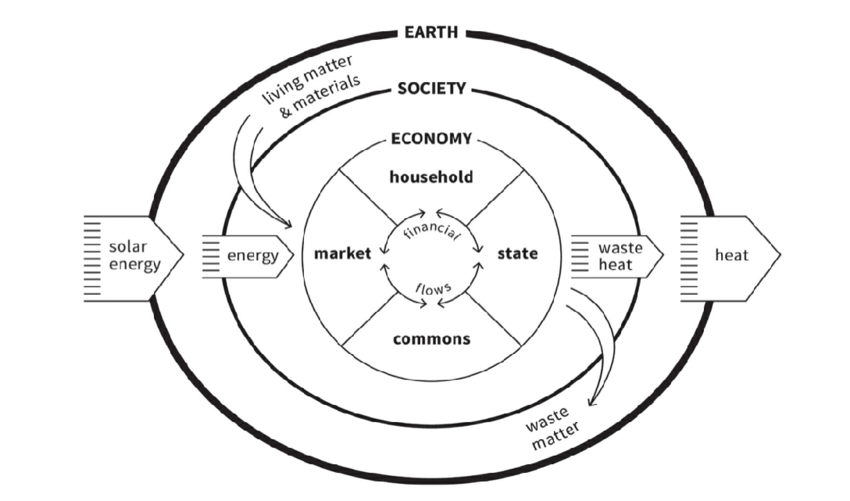 EARTH
living matter
& materials
SOCIETY
ECONOMY
household
solar
energy
energy
market
financial
flows
state
waste
heat
heat
commons
waste
matter